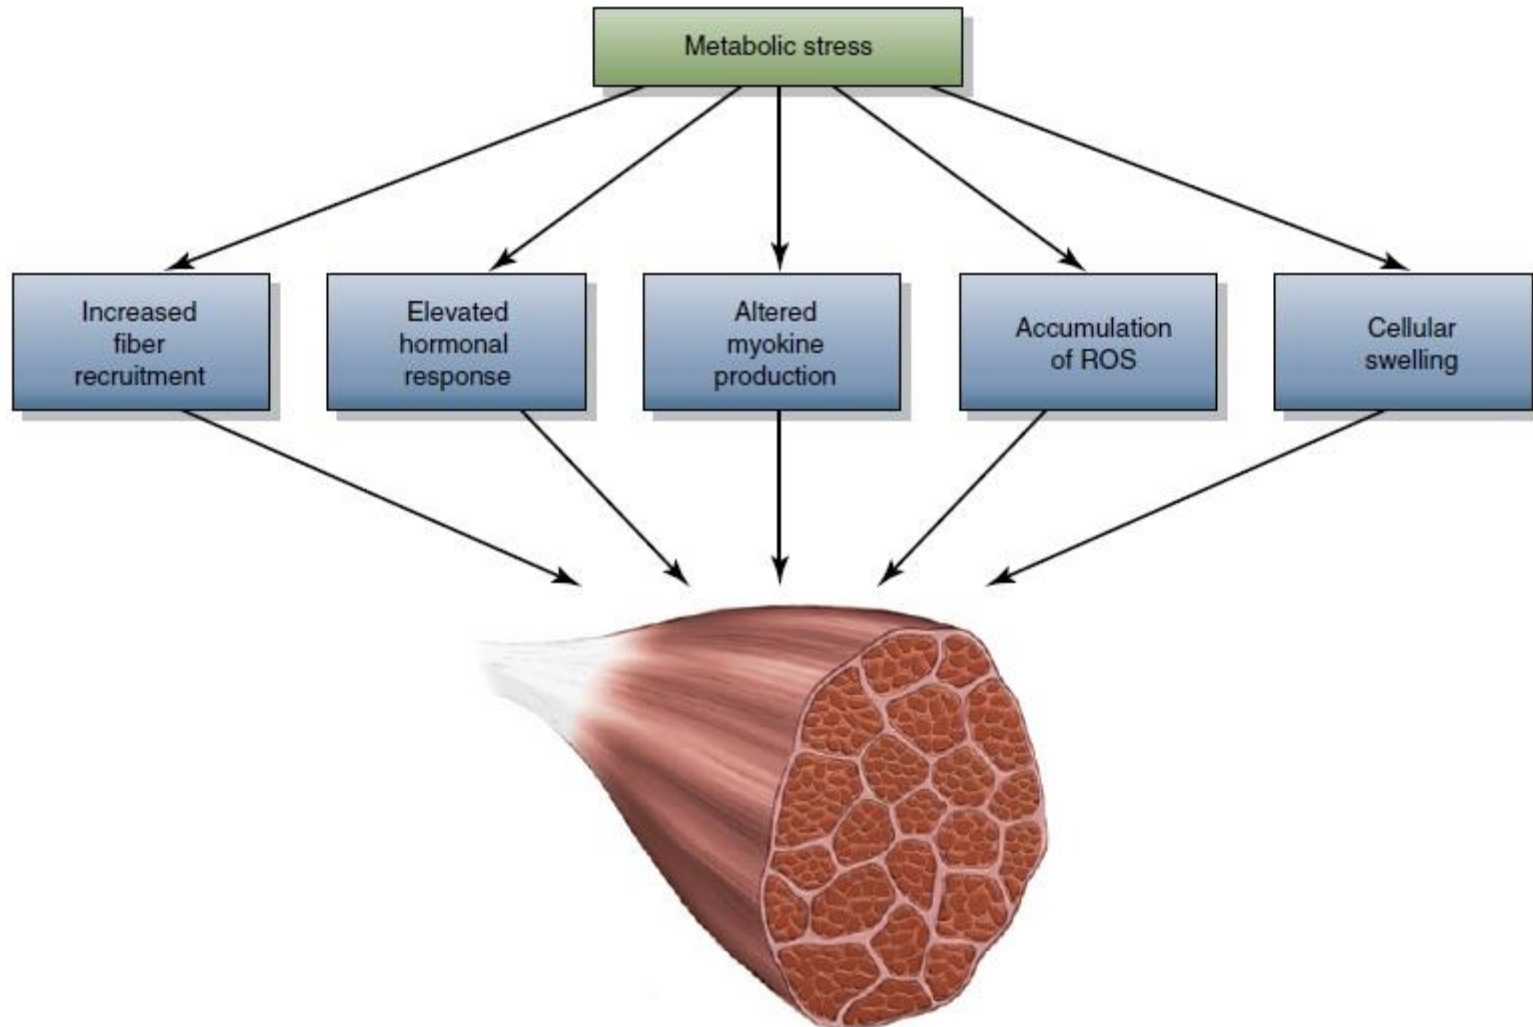 Metabolic stress
Increased
fiber
recruitment
Elevated
hormonal
response
Altered
myokine
production
Accumulation
of ROS
Cellular
swelling